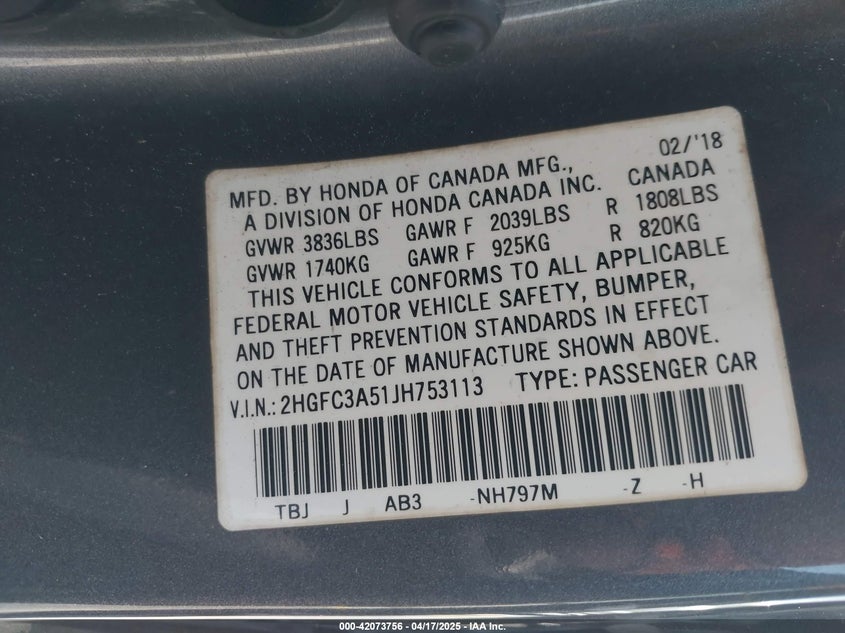 02/'18
MFD. BY HONDA OF CANADA MFG., CANADA
A DIVISION OF HONDA CANADA INC.
GVWR 3836LBS GAWR F 2039LBS R 1808LBS
GVWR 1740KG GAWR F 925KG R 820KG
THIS VEHICLE CONFORMS TO ALL APPLICABLE
FEDERAL MOTOR VEHICLE SAFETY, BUMPER,
AND THEFT PREVENTION STANDARDS IN EFFECT
ON THE DATE OF MANUFACTURE SHOWN ABOVE.
V.I.N.: 2HGFC3A51JH753113 TYPE: PASSENGER CAR
TBJ J AB3 -NH797M -Z -H
000-42073756 - 04/17/2025 - IAA Inc.